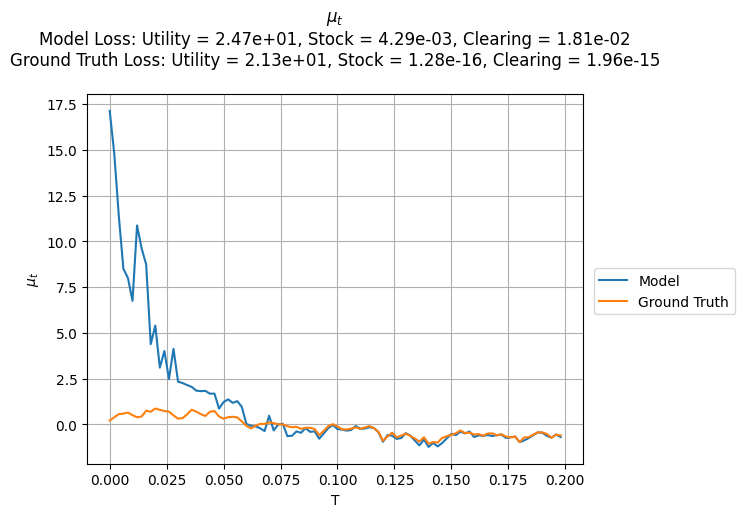 μₜ
Model Loss: Utility = 2.47e+01, Stock = 4.29e-03, Clearing = 1.81e-02
Ground Truth Loss: Utility = 2.13e+01, Stock = 1.28e-16, Clearing = 1.96e-15
17.5
15.0
12.5
10.0
7.5
5.0
2.5
0.0
μₜ
0.000
0.025
0.050
0.075
0.100
0.125
0.150
0.175
0.200
T
Model
Ground Truth